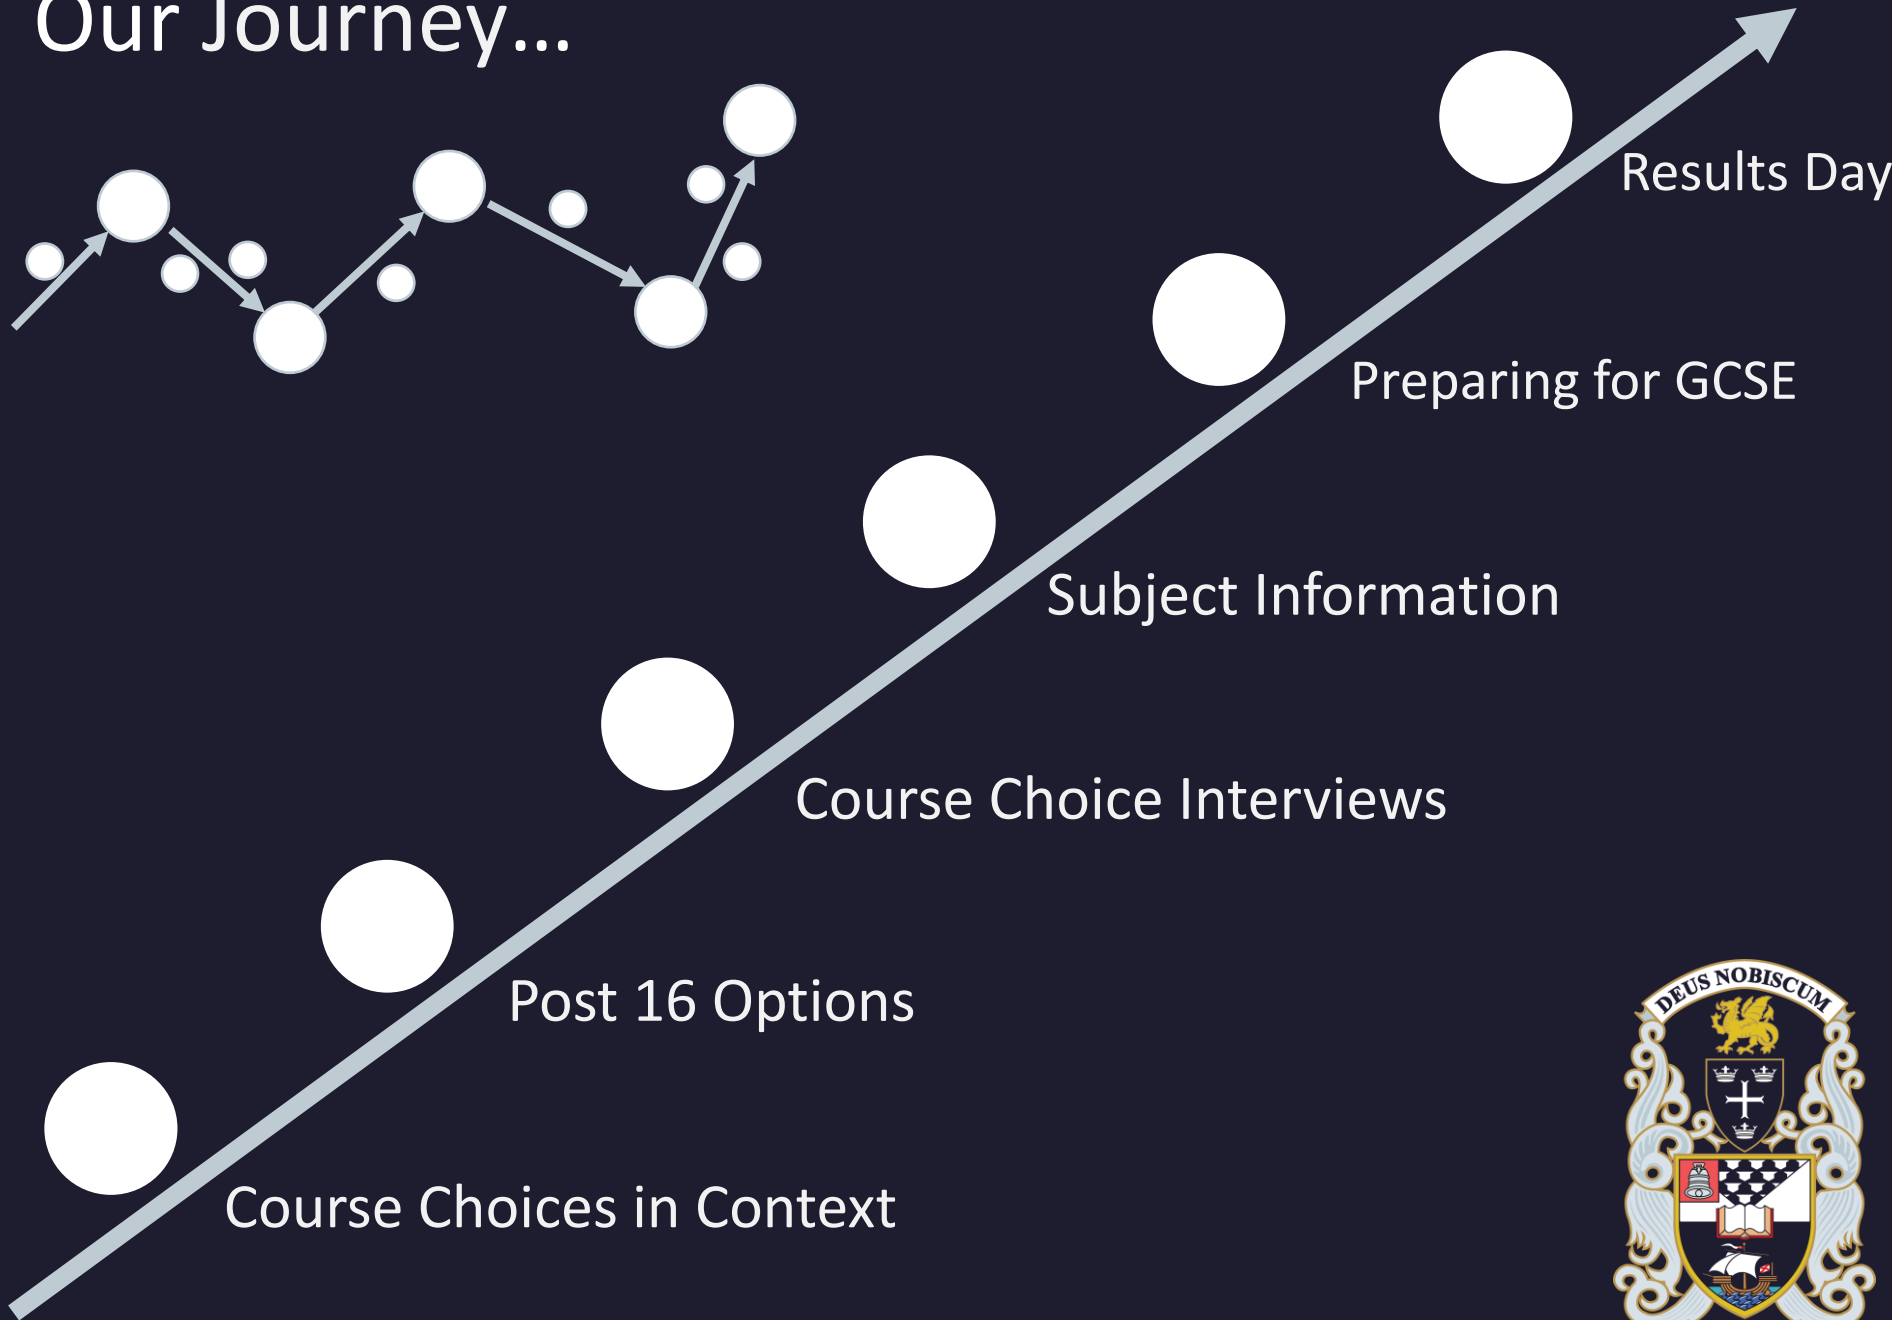 Our Journey...
Results Day
Preparing for GCSE
Subject Information
Course Choice Interviews
Post 16 Options
Course Choices in Context
DEUS NOBISCUM